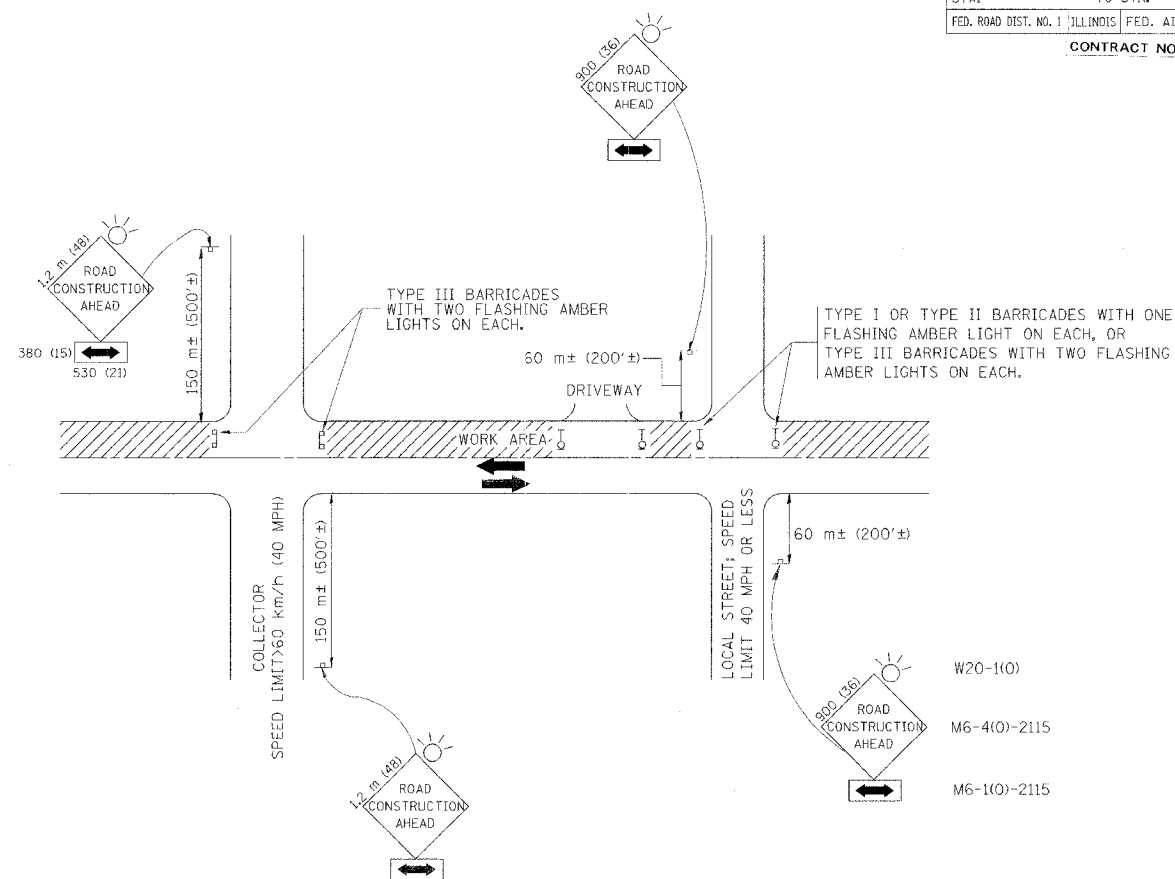 STA. TO STA.
FED. ROAD DIST. NO. 1 ILLINOIS FED. AI
CONTRACT NO
900 (36)
ROAD
CONSTRUCTION
AHEAD
1.2 m (48)
ROAD
CONSTRUCTION
AHEAD
380 (15)
530 (21)
150 m± (500'±)
TYPE III BARRICADES
WITH TWO FLASHING AMBER
LIGHTS ON EACH.
60 m± (200'±)
DRIVEWAY
TYPE I OR TYPE II BARRICADES WITH ONE
FLASHING AMBER LIGHT ON EACH, OR
TYPE III BARRICADES WITH TWO FLASHING
AMBER LIGHTS ON EACH.
WORK AREA
COLLECTOR
SPEED LIMIT>60 km/h (40 MPH)
150 m± (500'±)
LOCAL STREET; SPEED
LIMIT 40 MPH OR LESS
60 m± (200'±)
1.2 m (48)
ROAD
CONSTRUCTION
AHEAD
900 (36)
ROAD
CONSTRUCTION
AHEAD
W20-1(O)
M6-4(O)-2115
M6-1(O)-2115